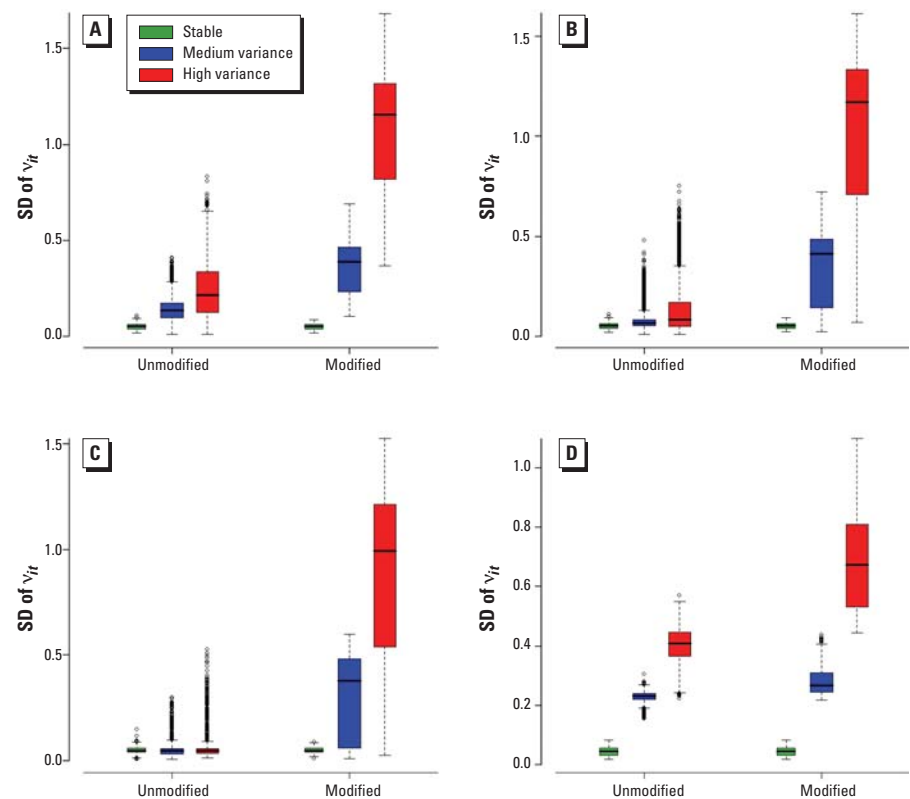 A
Stable
Medium variance
High variance
SD of νit
1.5
1.0
0.5
0.0
Unmodified Modified
B
SD of νit
1.5
1.0
0.5
0.0
Unmodified Modified
C
SD of νit
1.5
1.0
0.5
0.0
Unmodified Modified
D
SD of νit
1.0
0.8
0.6
0.4
0.2
0.0
Unmodified Modified